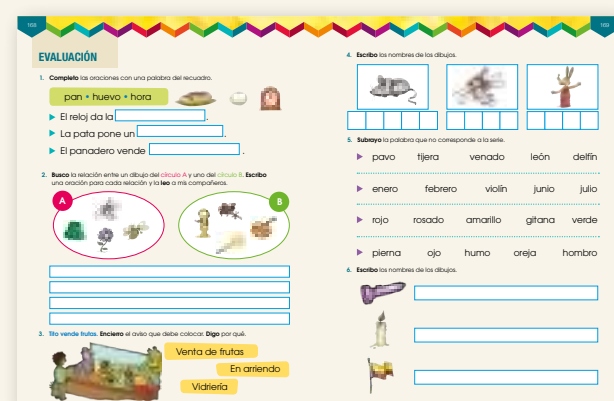 168
EVALUACIÓN
1. Completo las oraciones con una palabra del recuadro.
pan • huevo • hora
El reloj da la .
La pata pone un .
El panadero vende .
2. Busco la relación entre un dibujo del círculo A y uno del círculo B. Escribo
una oración para cada relación y la leo a mis compañeros.
A
B
3. Tito vende frutas. Encierro el aviso que debe colocar. Digo por qué.
Venta de frutas
En arriendo
Vidriería
169
4. Escribo los nombres de los dibujos.
5. Subrayo la palabra que no corresponde a la serie.
pavo tijera venado león delfín
enero febrero violín junio julio
rojo rosado amarillo gitana verde
pierna ojo humo oreja hombro
6. Escribo los nombres de los dibujos.